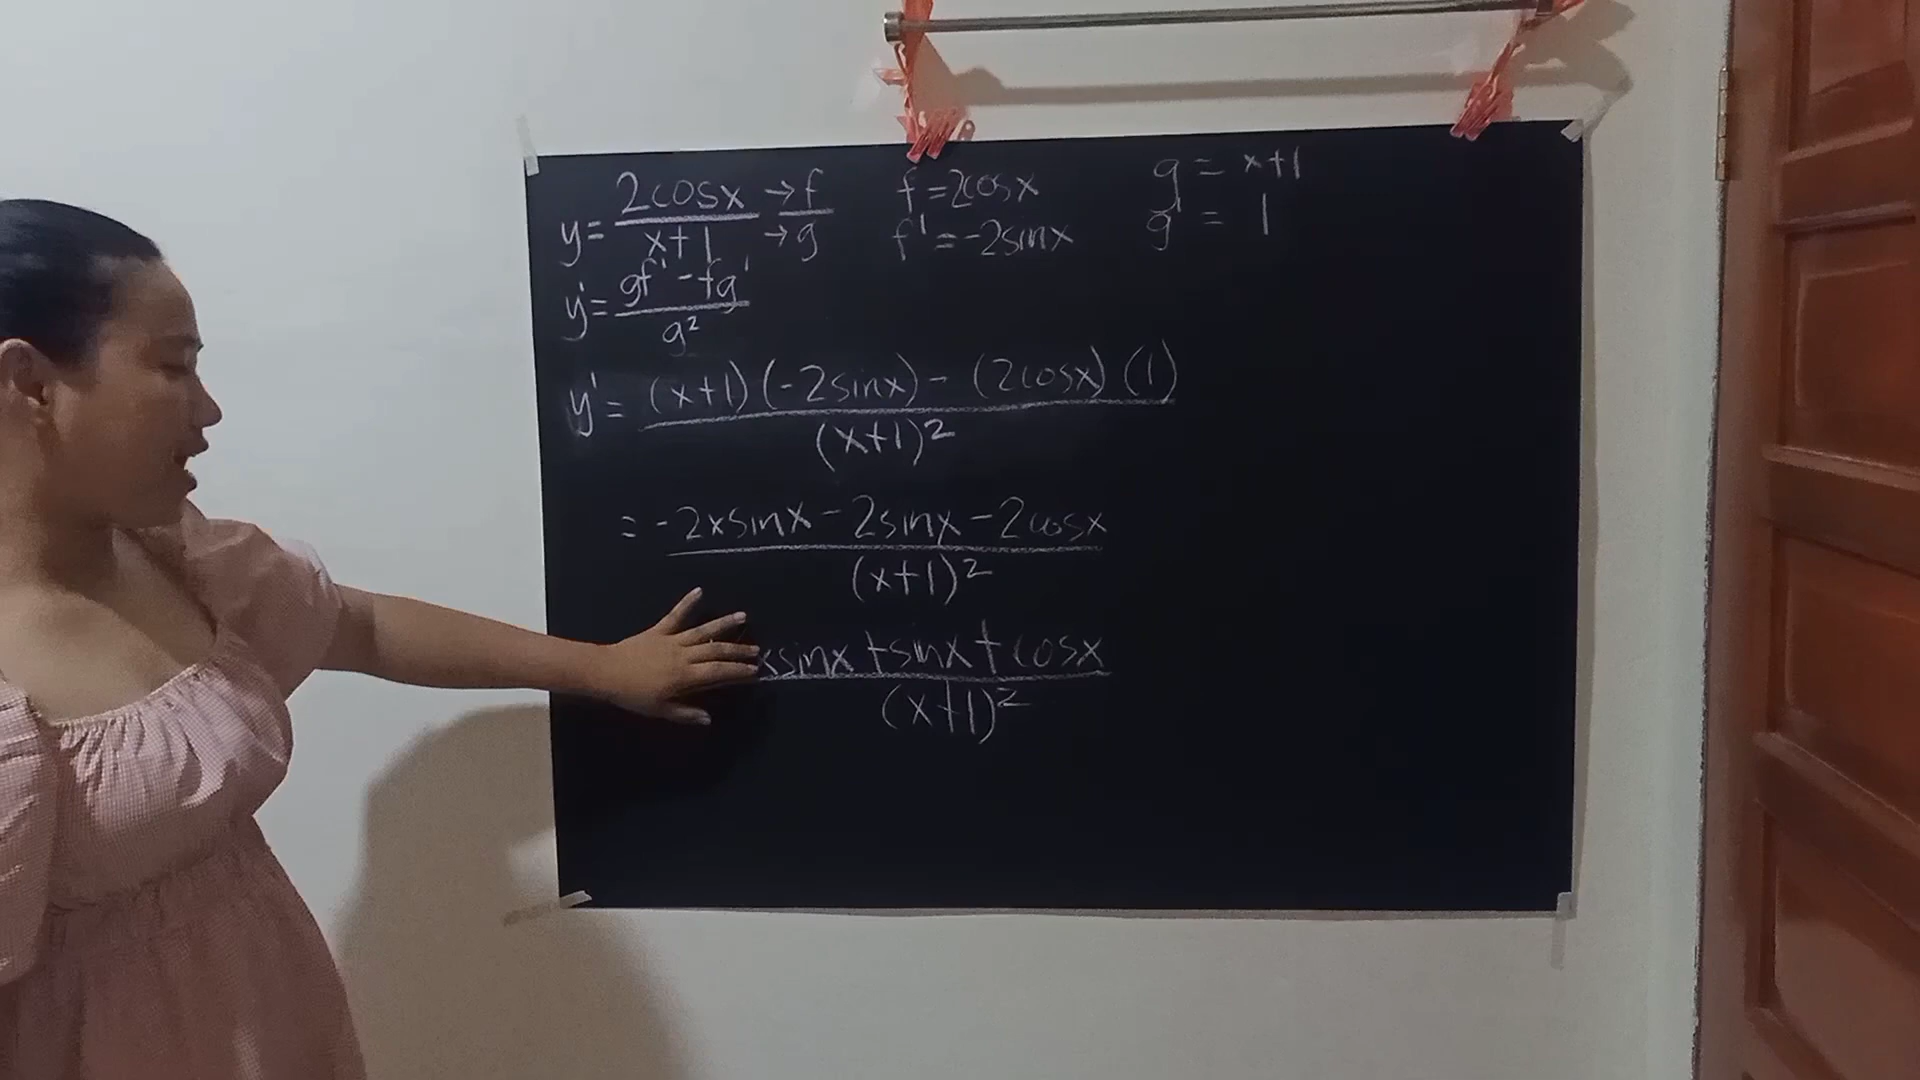 y = 2cosx / x+1 → f / → g   f = 2cosx   g = x+1
f' = -2sinx   g' = 1
y' = gf' - fg' / g²
y' = (x+1)(-2sinx) - (2cosx)(1) / (x+1)²
= -2xsinx - 2sinx - 2cosx / (x+1)²
xsinx + sinx + cosx / (x+1)²